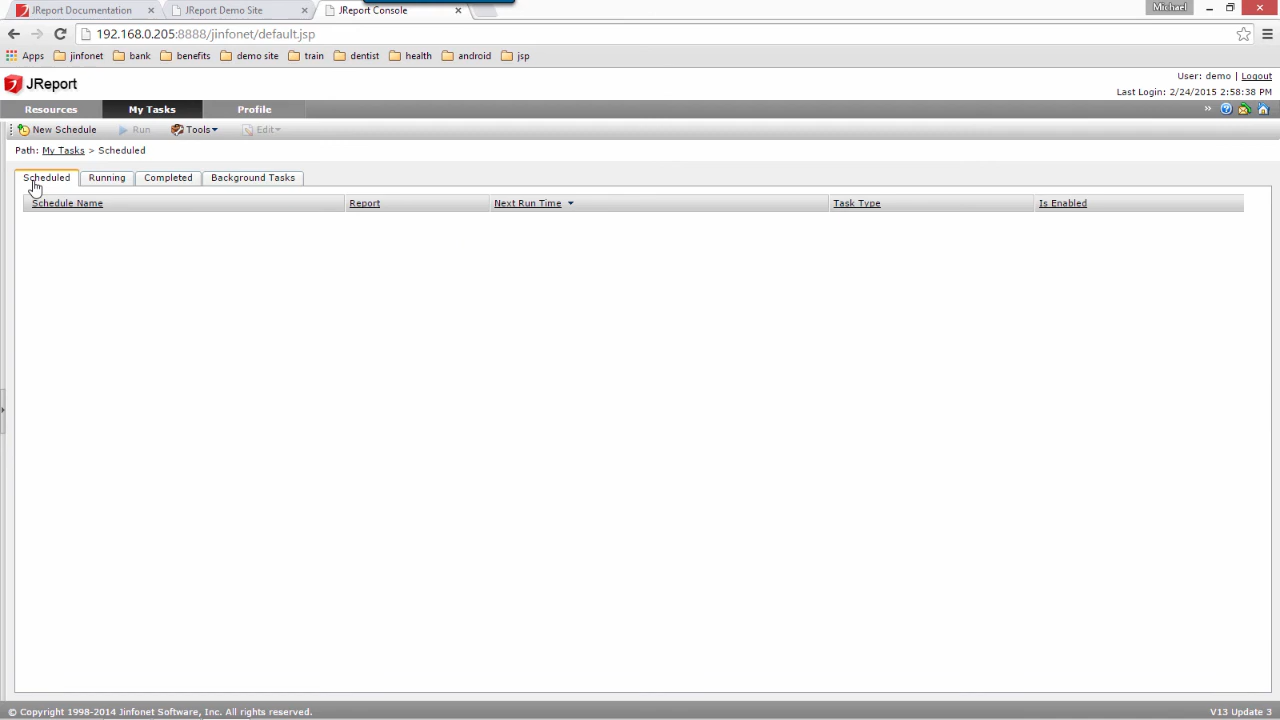 JReport Documentation
JReport Demo Site
JReport Console
Michael
192.168.0.205:8888/jinfonet/default.jsp
Apps jinfonet bank benefits demo site train dentist health android jsp
JReport
User: demo Logout
Last Login: 2/24/2015 2:58:38 PM
Resources My Tasks Profile
New Schedule Run Tools Edit
Path: My Tasks > Scheduled
Scheduled Running Completed Background Tasks
Schedule Name Report Next Run Time Task Type Is Enabled
© Copyright 1998-2014 Jinfonet Software, Inc. All rights reserved. V13 Update 3